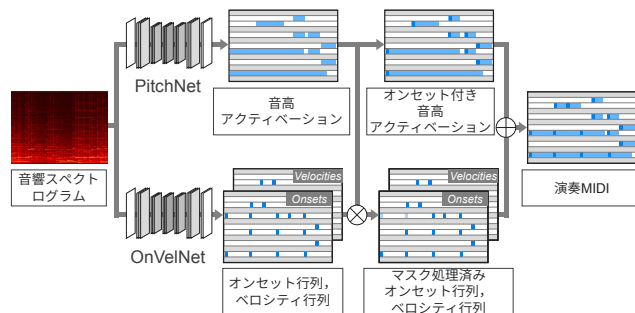 PitchNet
音高
アクティベーション
オンセット付き
音高
アクティベーション
音響スペクト
ログラム
Velocities
Onsets
Velocities
Onsets
演奏MIDI
OnVelNet
オンセット行列,
ベロシティ行列
マスク処理済み
オンセット行列,
ベロシティ行列